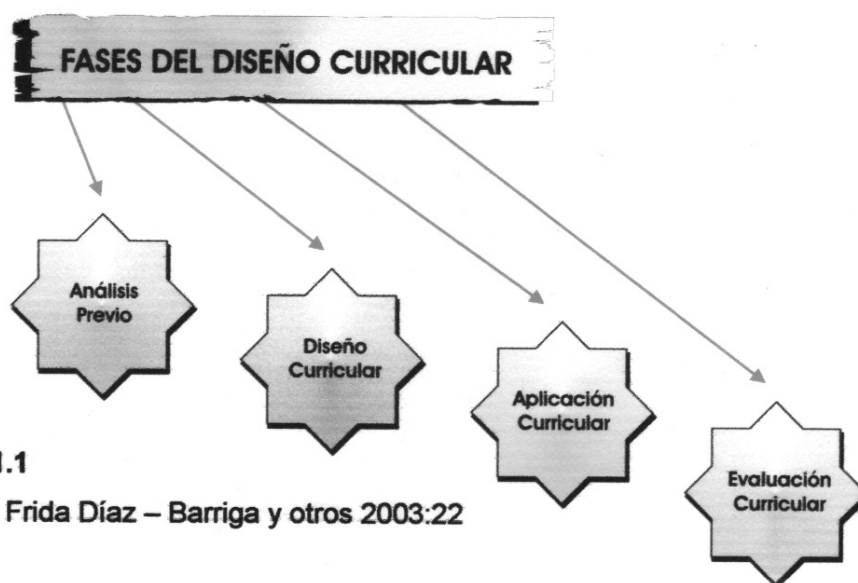 FASES DEL DISEÑO CURRICULAR
Análisis
Previo
Diseño
Curricular
Aplicación
Curricular
Evaluación
Curricular
.1
Frida Díaz – Barriga y otros 2003:22